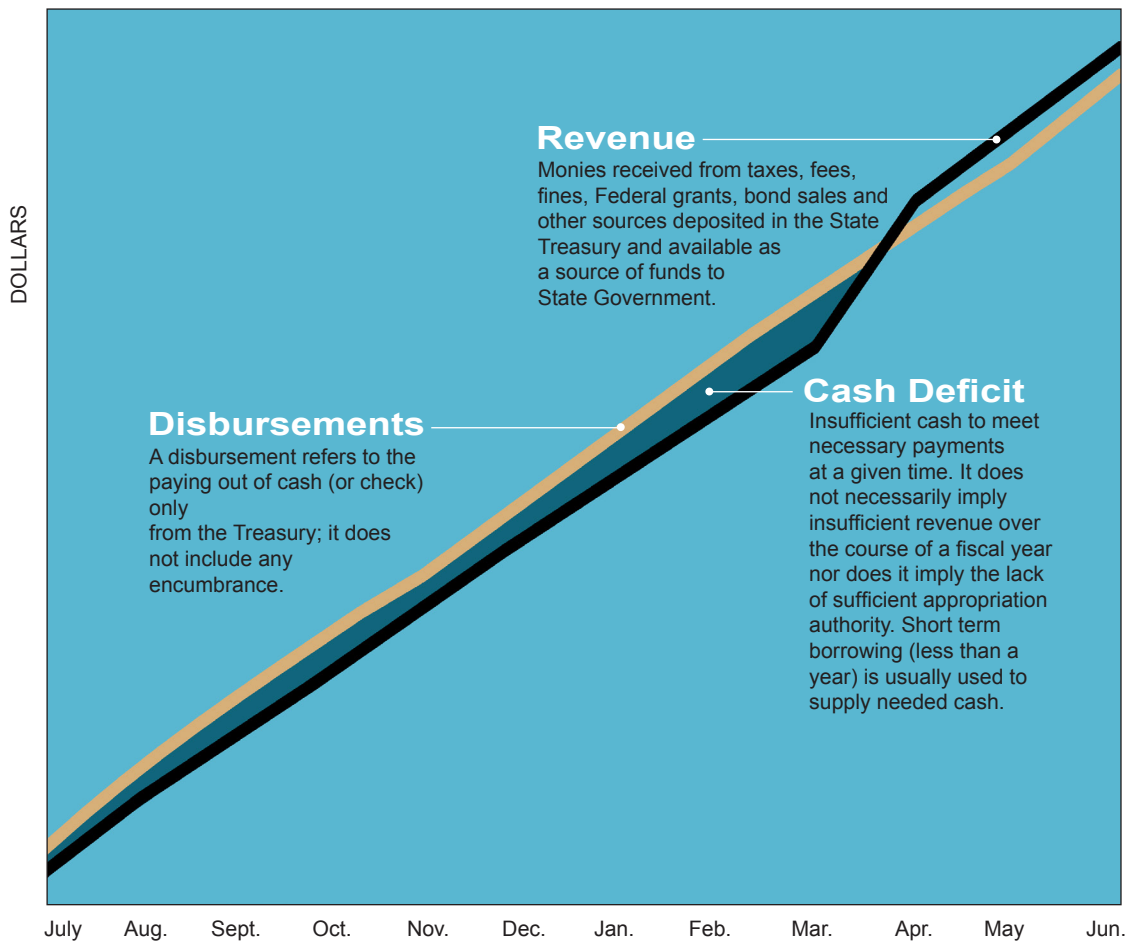 DOLLARS
Revenue
Monies received from taxes, fees,
fines, Federal grants, bond sales and
other sources deposited in the State
Treasury and available as
a source of funds to
State Government.
Disbursements
A disbursement refers to the
paying out of cash (or check)
only
from the Treasury; it does
not include any
encumbrance.
Cash Deficit
Insufficient cash to meet
necessary payments
at a given time. It does
not necessarily imply
insufficient revenue over
the course of a fiscal year
nor does it imply the lack
of sufficient appropriation
authority. Short term
borrowing (less than a
year) is usually used to
supply needed cash.
July Aug. Sept. Oct. Nov. Dec. Jan. Feb. Mar. Apr. May Jun.